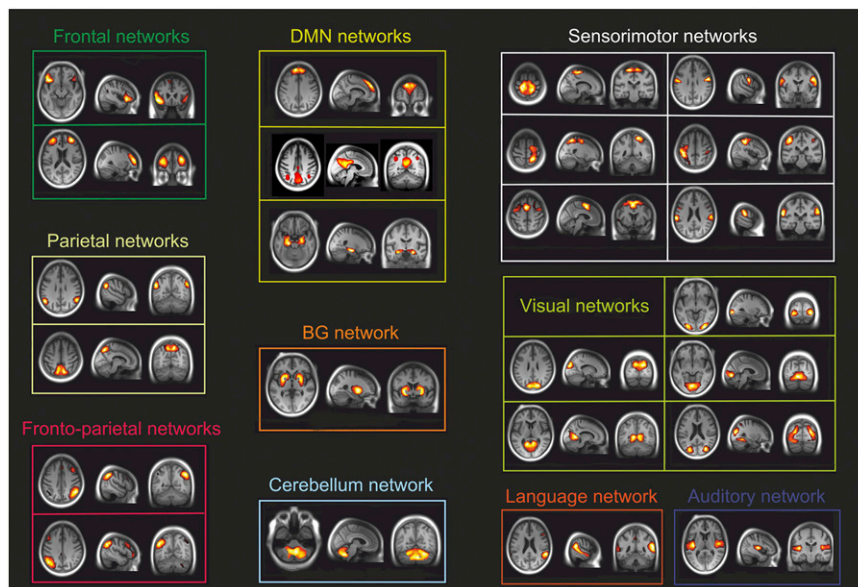 Frontal networks
DMN networks
Sensorimotor networks
Parietal networks
Visual networks
BG network
Fronto-parietal networks
Cerebellum network
Language network
Auditory network